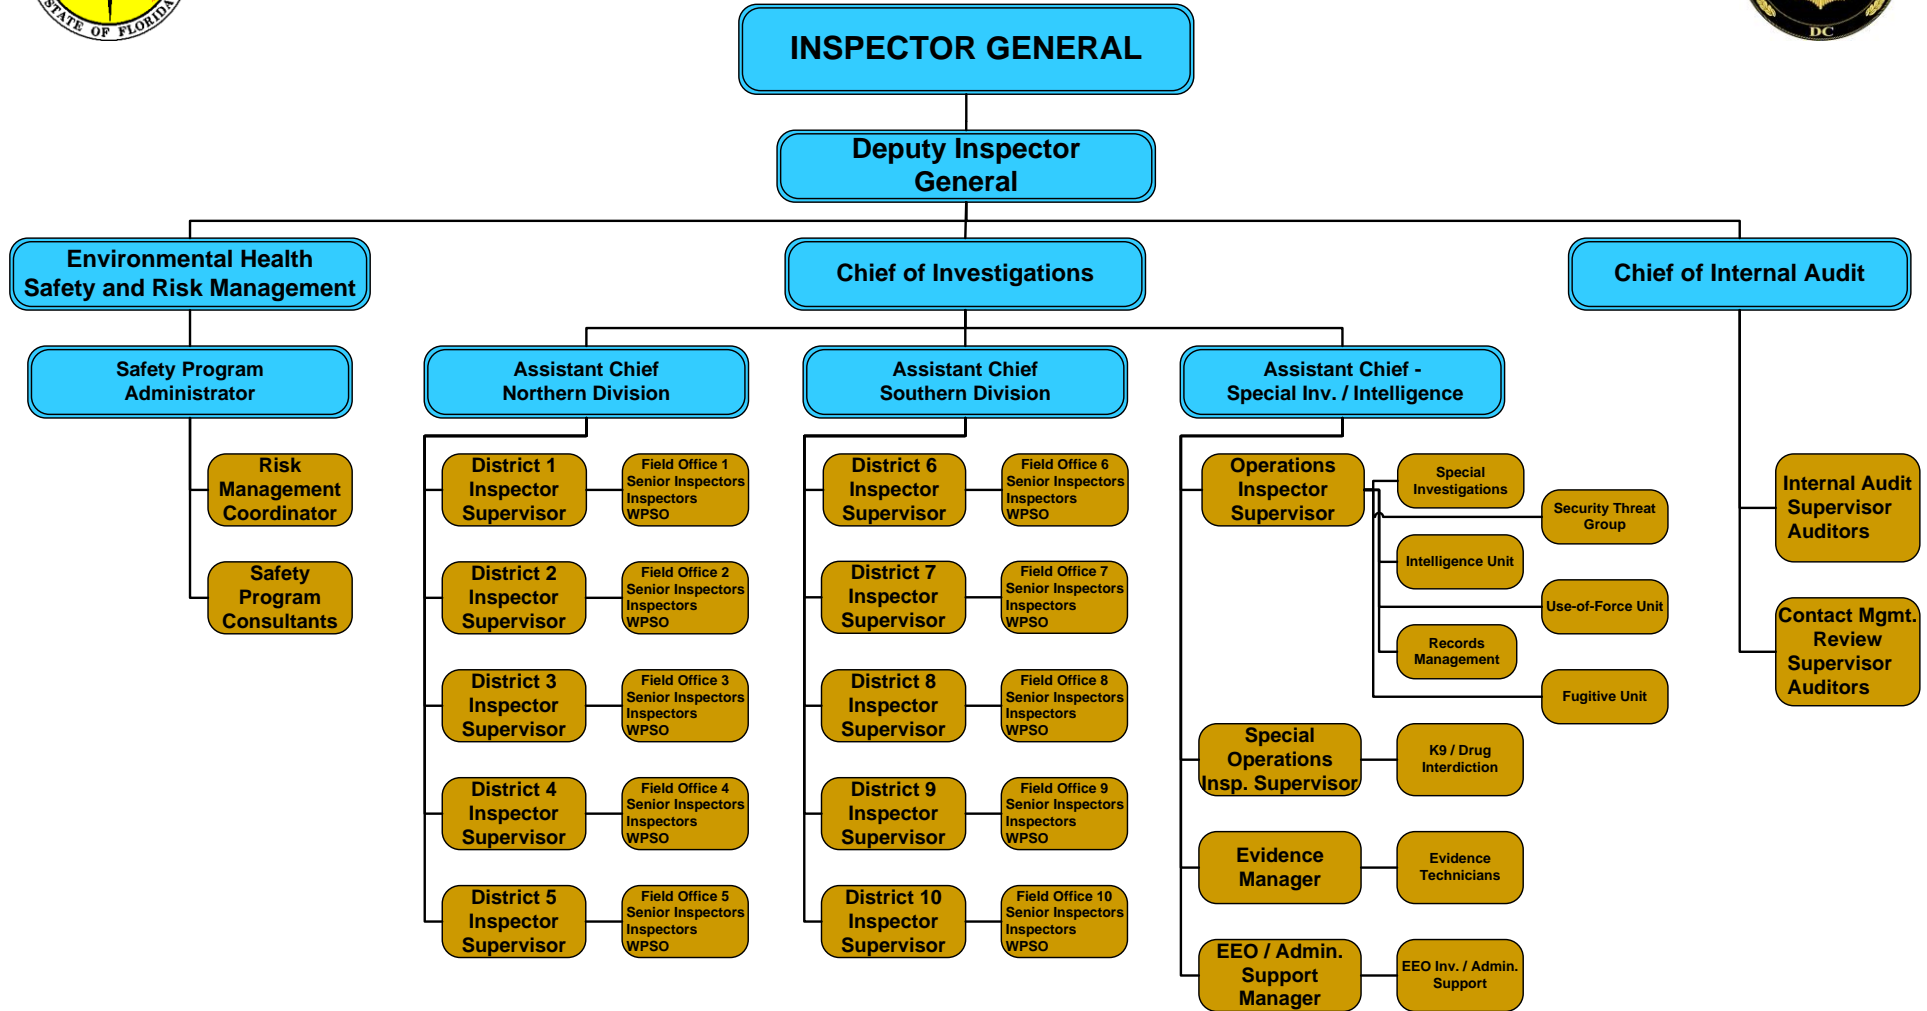 STATE OF FLORIDA
DC
INSPECTOR GENERAL
Deputy Inspector
General
Environmental Health
Safety and Risk Management
Chief of Investigations
Chief of Internal Audit
Safety Program
Administrator
Assistant Chief
Northern Division
Assistant Chief
Southern Division
Assistant Chief -
Special Inv. / Intelligence
Risk
Management
Coordinator
Safety
Program
Consultants
District 1
Inspector
Supervisor
Field Office 1
Senior Inspectors
Inspectors
WPSO
District 2
Inspector
Supervisor
Field Office 2
Senior Inspectors
Inspectors
WPSO
District 3
Inspector
Supervisor
Field Office 3
Senior Inspectors
Inspectors
WPSO
District 4
Inspector
Supervisor
Field Office 4
Senior Inspectors
Inspectors
WPSO
District 5
Inspector
Supervisor
Field Office 5
Senior Inspectors
Inspectors
WPSO
District 6
Inspector
Supervisor
Field Office 6
Senior Inspectors
Inspectors
WPSO
District 7
Inspector
Supervisor
Field Office 7
Senior Inspectors
Inspectors
WPSO
District 8
Inspector
Supervisor
Field Office 8
Senior Inspectors
Inspectors
WPSO
District 9
Inspector
Supervisor
Field Office 9
Senior Inspectors
Inspectors
WPSO
District 10
Inspector
Supervisor
Field Office 10
Senior Inspectors
Inspectors
WPSO
Operations
Inspector
Supervisor
Special
Investigations
Security Threat
Group
Intelligence Unit
Use-of-Force Unit
Records
Management
Fugitive Unit
Special
Operations
Insp. Supervisor
K9 / Drug
Interdiction
Evidence
Manager
Evidence
Technicians
EEO / Admin.
Support
Manager
EEO Inv. / Admin.
Support
Internal Audit
Supervisor
Auditors
Contact Mgmt.
Review
Supervisor
Auditors